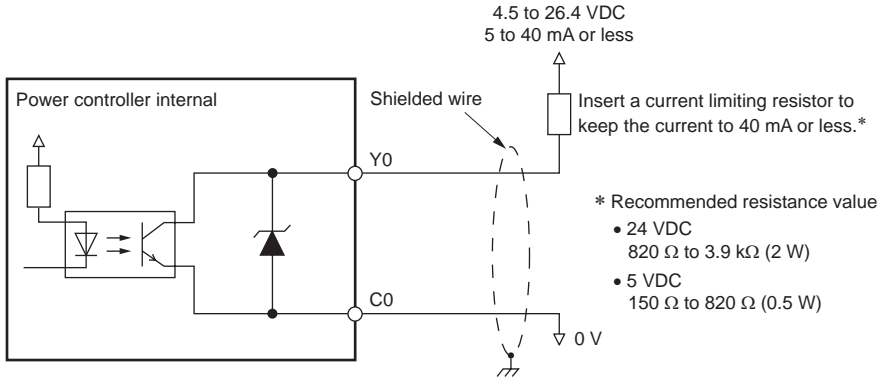 4.5 to 26.4 VDC
5 to 40 mA or less
Power controller internal
Shielded wire
Insert a current limiting resistor to
keep the current to 40 mA or less.*
Y0
* Recommended resistance value
• 24 VDC
820 Ω to 3.9 kΩ (2 W)
• 5 VDC
150 Ω to 820 Ω (0.5 W)
C0
0 V